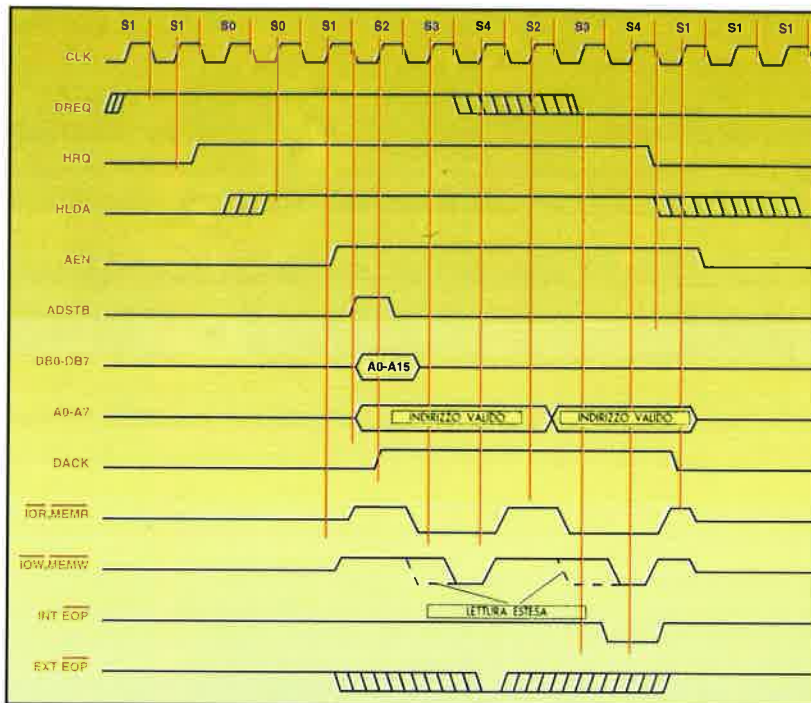 S1 S1 S0 S0 S1 S2 S3 S4 S2 S3 S4 S1 S1 S1
CLK
DREQ
HRQ
HLDA
AEN
ADSTB
DB0-DB7 A0-A15
A0-A7 INDIRIZZO VALIDO INDIRIZZO VALIDO
DACK
IOR,MEMR
IOW,MEMW
LETTURA ESTESA
INT EOP
EXT EOP